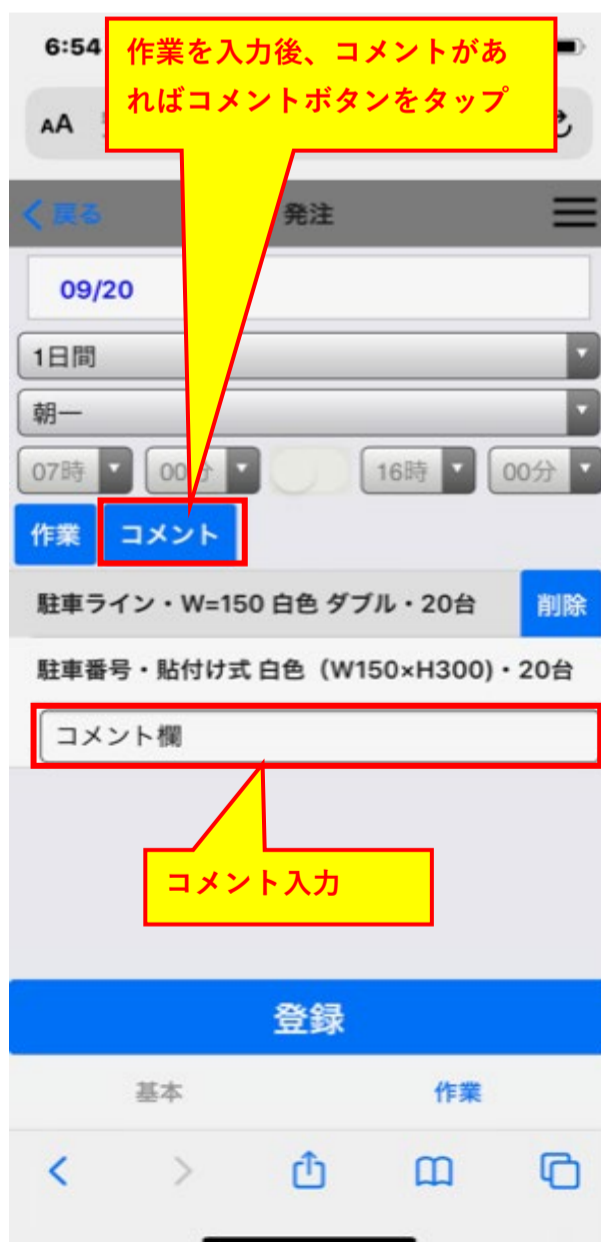 6:54
作業を入力後、コメントがあ
ればコメントボタンをタップ
AA
戻る
発注
09/20
1日間
朝一
07時 00分 16時 00分
作業 コメント
駐車ライン・W=150 白色 ダブル・20台 削除
駐車番号・貼付け式 白色（W150×H300)・20台
コメント欄
コメント入力
登録
基本 作業